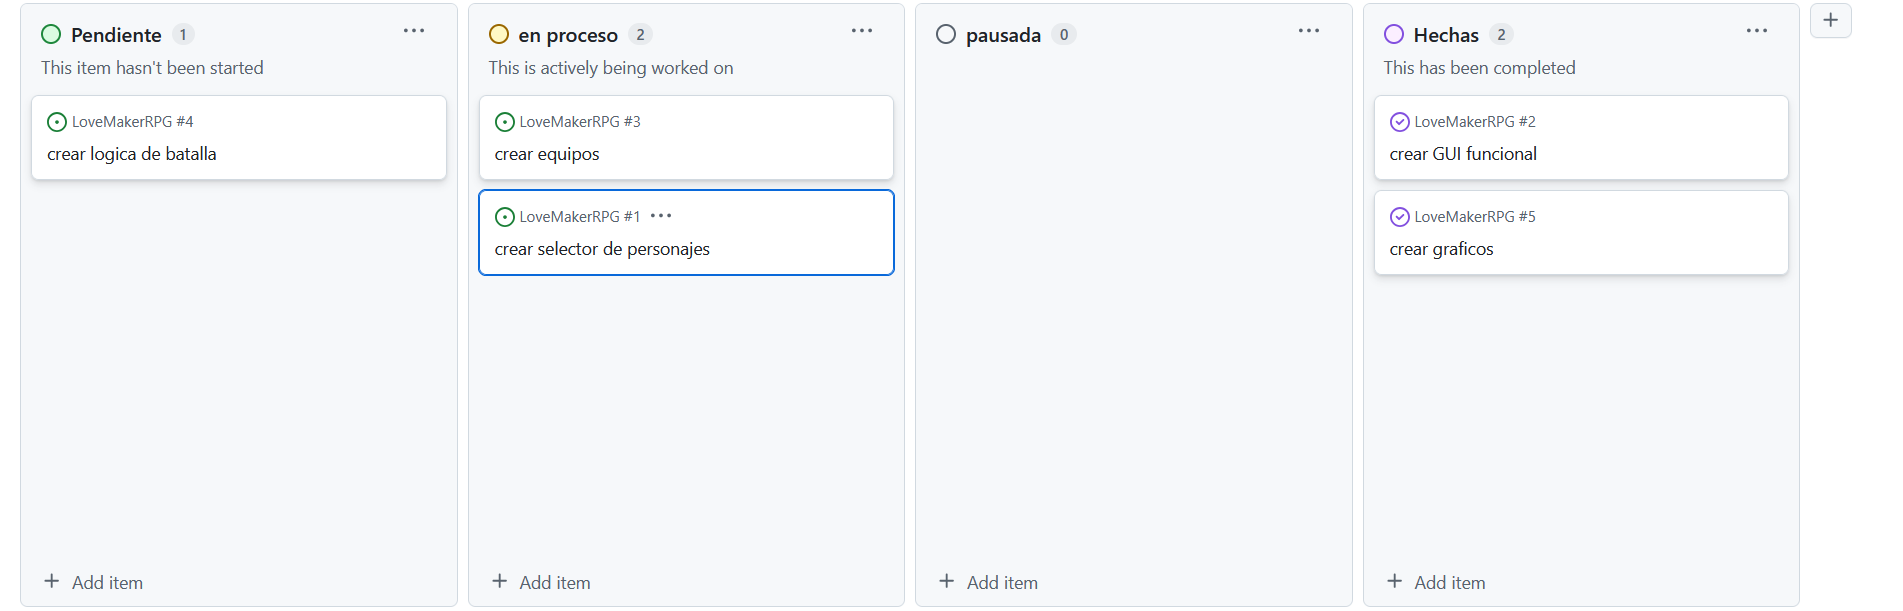 Pendiente 1
This item hasn't been started
LoveMakerRPG #4
crear logica de batalla
+ Add item
en proceso 2
This is actively being worked on
LoveMakerRPG #3
crear equipos
LoveMakerRPG #1 ···
crear selector de personajes
+ Add item
pausada 0
+ Add item
Hechas 2
This has been completed
LoveMakerRPG #2
crear GUI funcional
LoveMakerRPG #5
crear graficos
+ Add item